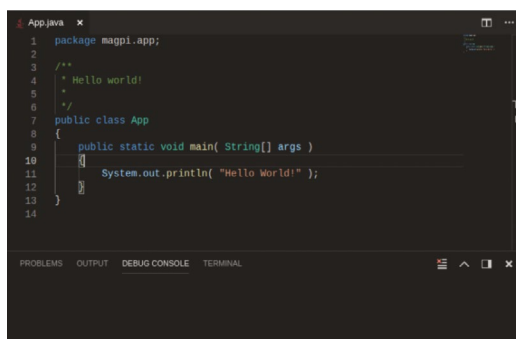 App.java ×
1 package magpi.app;
2
3 /**
4 * Hello world!
5 *
6 */
7 public class App
8 {
9 public static void main( String[] args )
10 {
11 System.out.println( "Hello World!" );
12 }
13 }
14
PROBLEMS OUTPUT DEBUG CONSOLE TERMINAL